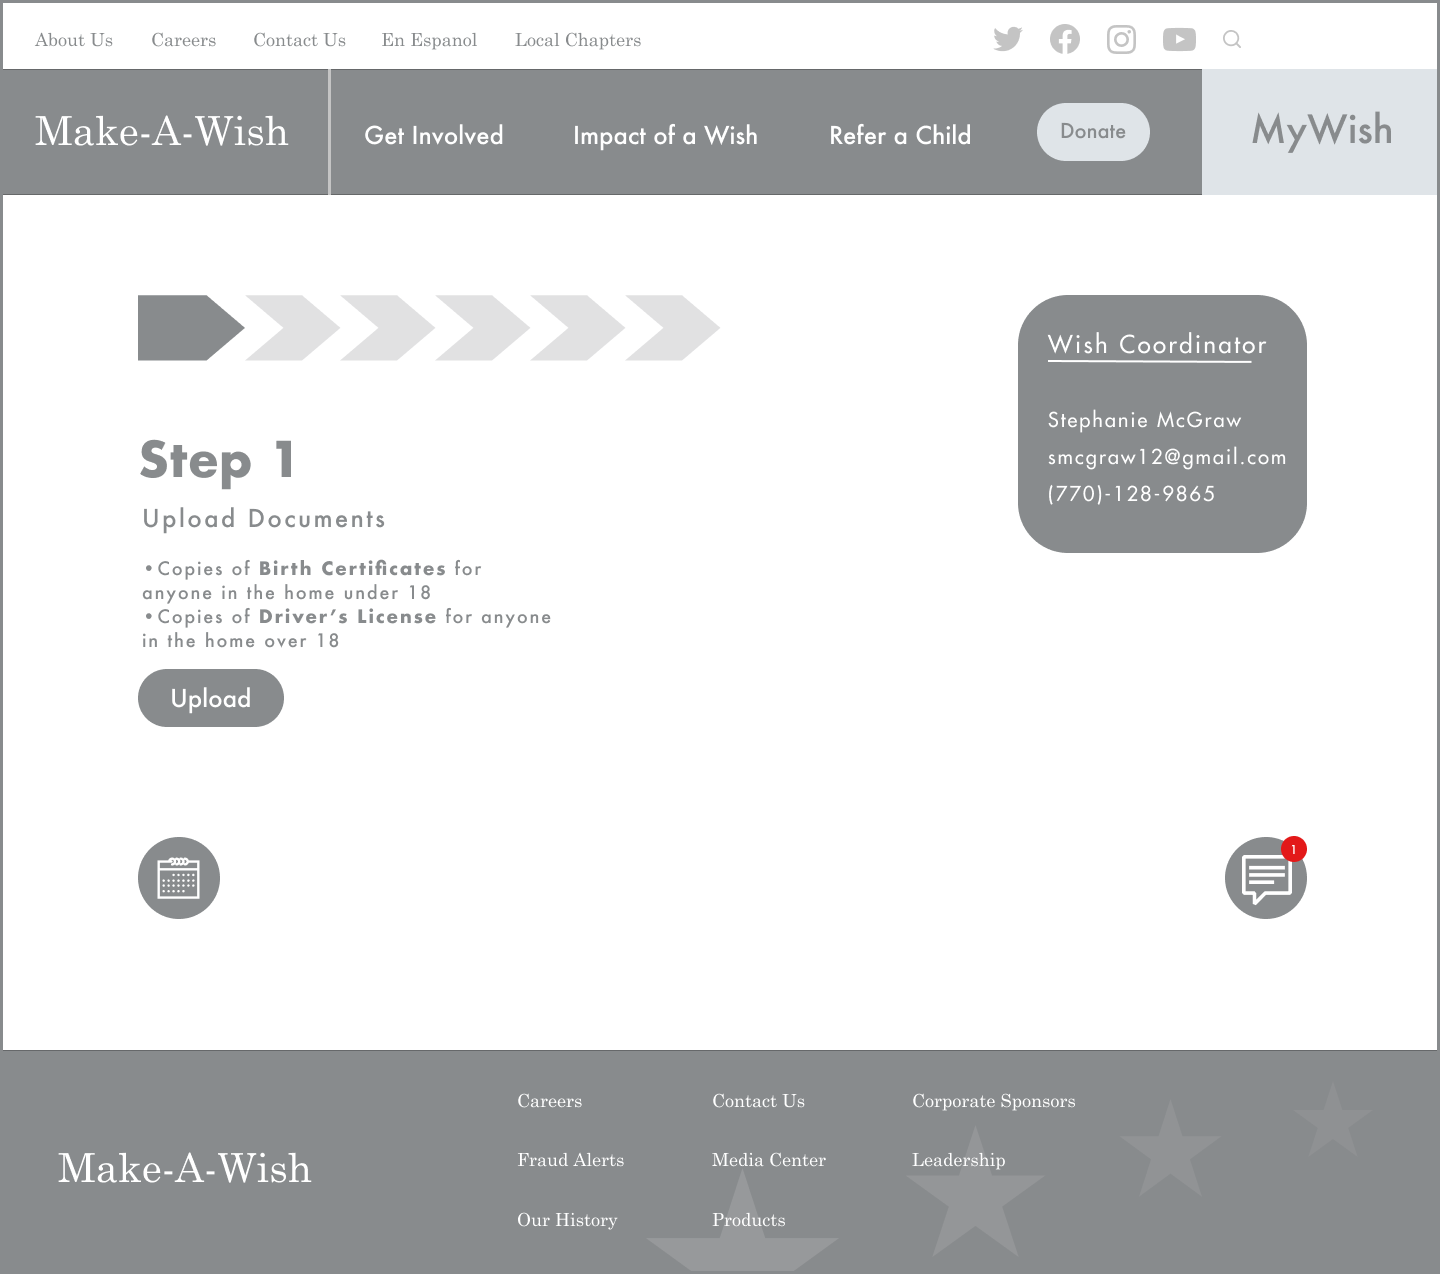 About Us Careers Contact Us En Espanol Local Chapters
Make-A-Wish Get Involved Impact of a Wish Refer a Child Donate MyWish
Wish Coordinator
Stephanie McGraw
smcgraw12@gmail.com
(770)-128-9865
Step 1
Upload Documents
•Copies of Birth Certificates for
anyone in the home under 18
•Copies of Driver’s License for anyone
in the home over 18
Upload
1
Make-A-Wish
Careers Contact Us Corporate Sponsors
Fraud Alerts Media Center Leadership
Our History Products